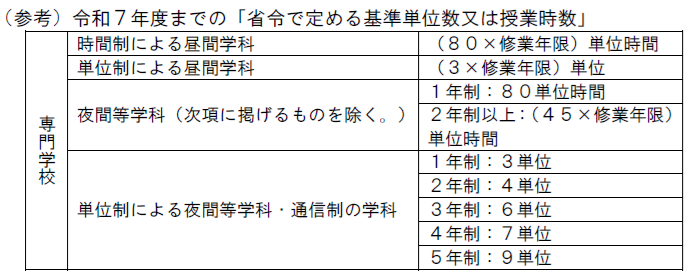 （参考）令和７年度までの「省令で定める基準単位数又は授業時数」
専門学校
時間制による昼間学科
（８０×修業年限）単位時間
単位制による昼間学科
（３×修業年限）単位
夜間等学科（次項に掲げるものを除く。）
１年制：８０単位時間
２年制以上：（４５×修業年限）
単位時間
単位制による夜間等学科・通信制の学科
１年制：３単位
２年制：４単位
３年制：６単位
４年制：７単位
５年制：９単位